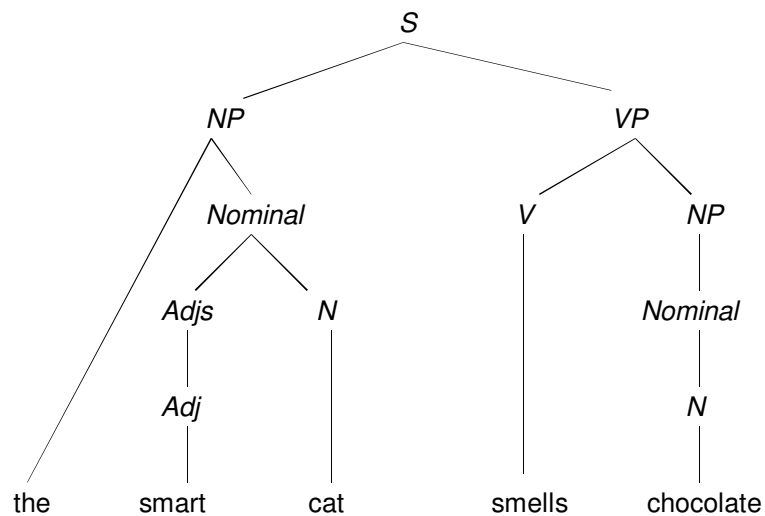 S
NP VP
Nominal V NP
Adjs N Nominal
Adj N
the smart cat smells chocolate